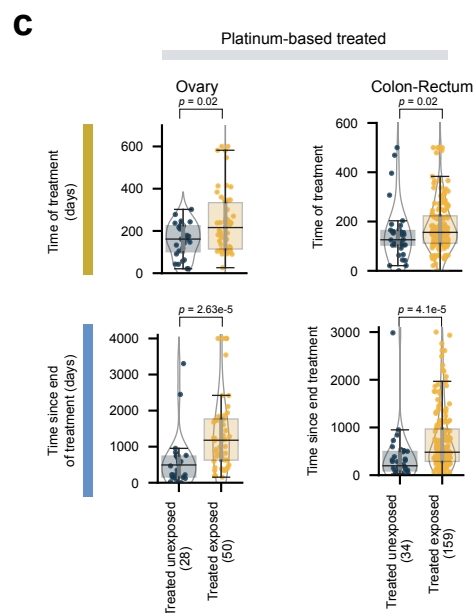 c
Platinum-based treated
Ovary
Colon-Rectum
p = 0.02
p = 0.02
Time of treatment
(days)
600
400
200
0
Time of treatment
600
400
200
0
p = 2.63e-5
p = 4.1e-5
Time since end
of treatment (days)
4000
3000
2000
1000
0
Time since end treatment
3000
2000
1000
0
Treated unexposed
(28)
Treated exposed
(50)
Treated unexposed
(34)
Treated exposed
(159)